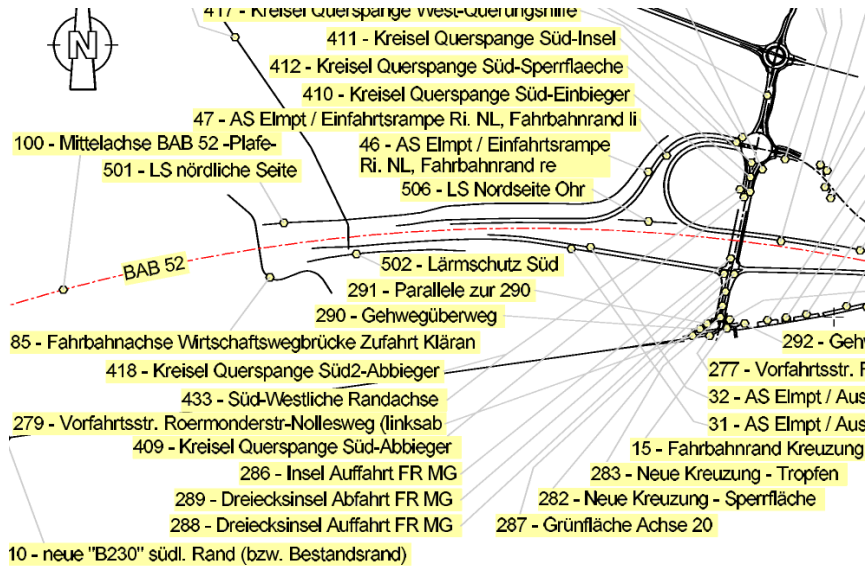 417 - Kreisel Querspange West-Querungshilfe
N
411 - Kreisel Querspange Süd-Insel
412 - Kreisel Querspange Süd-Sperrflaeche
410 - Kreisel Querspange Süd-Einbieger
47 - AS Elmpt / Einfahrtsrampe Ri. NL, Fahrbahnrand li
100 - Mittelachse BAB 52 -Plafe-
46 - AS Elmpt / Einfahrtsrampe
Ri. NL, Fahrbahnrand re
501 - LS nördliche Seite
506 - LS Nordseite Ohr
BAB 52
502 - Lärmschutz Süd
291 - Parallele zur 290
290 - Gehwegüberweg
85 - Fahrbahnachse Wirtschaftswegbrücke Zufahrt Kläran
292 - Gehw
418 - Kreisel Querspange Süd2-Abbieger
277 - Vorfahrtsstr. F
433 - Süd-Westliche Randachse
32 - AS Elmpt / Aus
279 - Vorfahrtsstr. Roermonderstr-Nollesweg (linksab
31 - AS Elmpt / Aus
409 - Kreisel Querspange Süd-Abbieger
15 - Fahrbahnrand Kreuzung
286 - Insel Auffahrt FR MG
283 - Neue Kreuzung - Tropfen
289 - Dreiecksinsel Abfahrt FR MG
282 - Neue Kreuzung - Sperrfläche
288 - Dreiecksinsel Auffahrt FR MG
287 - Grünfläche Achse 20
10 - neue "B230" südl. Rand (bzw. Bestandsrand)